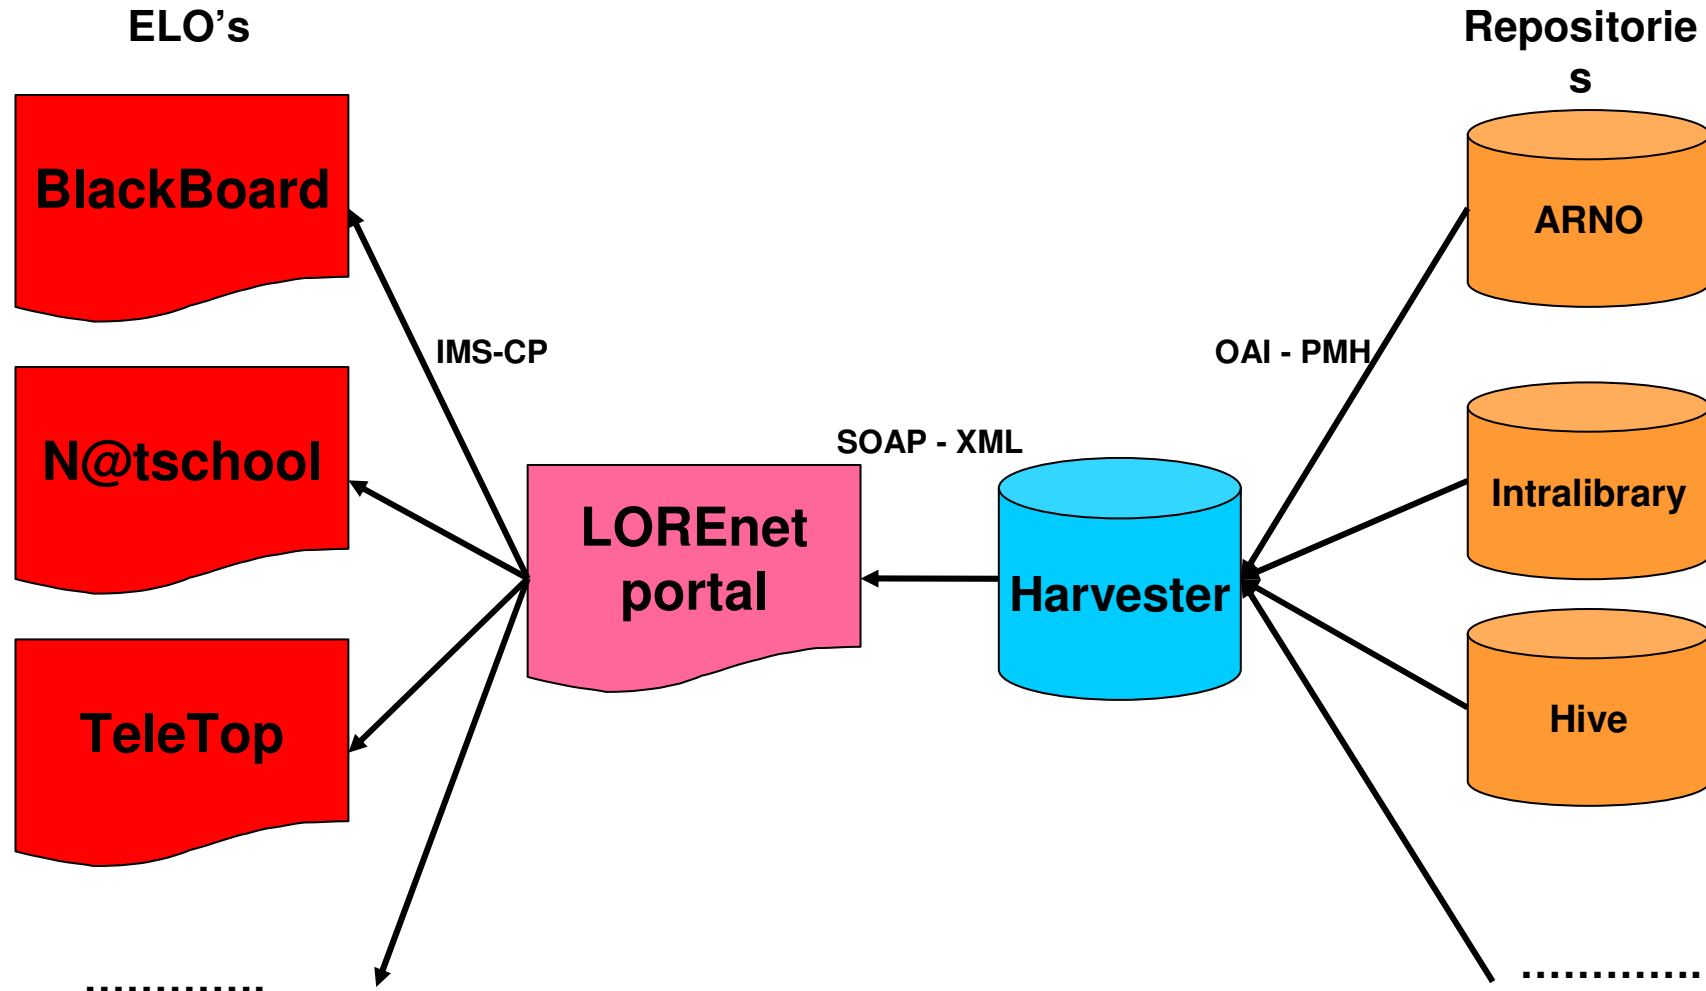 ELO's
Repositorie
s
BlackBoard
ARNO
IMS-CP
OAI - PMH
N@tschool
SOAP - XML
Intralibrary
LOREnet
portal
Harvester
TeleTop
Hive
.............
.............